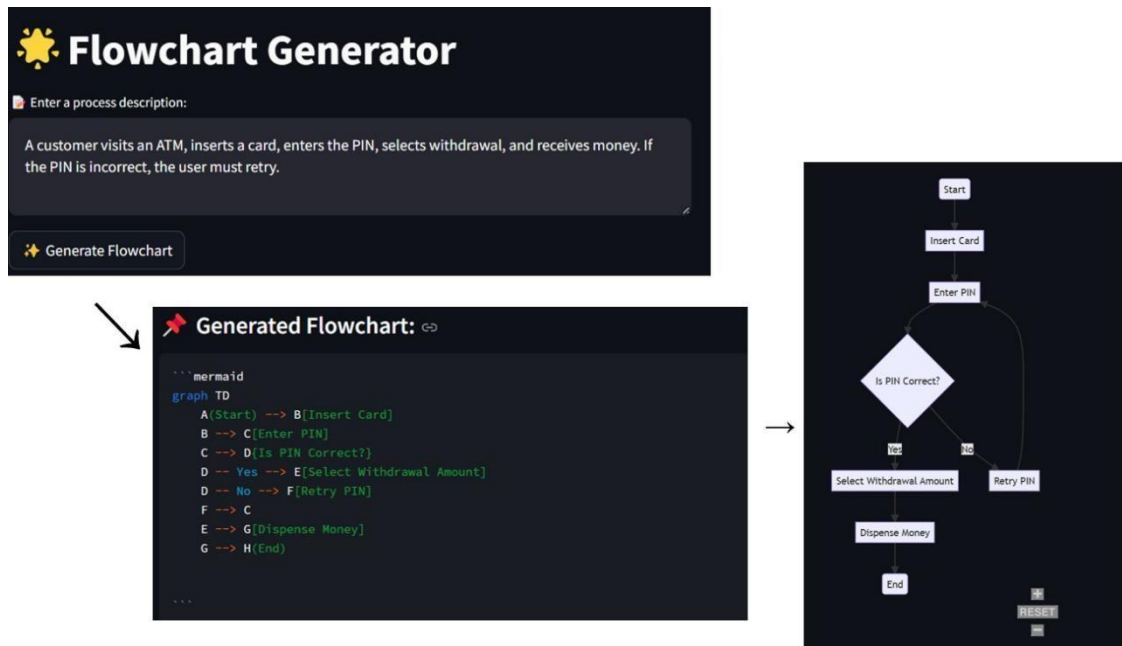 🌟 Flowchart Generator
📝 Enter a process description:
A customer visits an ATM, inserts a card, enters the PIN, selects withdrawal, and receives money. If
the PIN is incorrect, the user must retry.
✨ Generate Flowchart
📌 Generated Flowchart:
```mermaid
graph TD
    A(Start) --> B[Insert Card]
    B --> C[Enter PIN]
    C --> D{Is PIN Correct?}
    D -- Yes --> E[Select Withdrawal Amount]
    D -- No --> F[Retry PIN]
    F --> C
    E --> G[Dispense Money]
    G --> H(End)
```
Start
Insert Card
Enter PIN
Is PIN Correct?
Yes
No
Select Withdrawal Amount
Retry PIN
Dispense Money
End
+
RESET
−